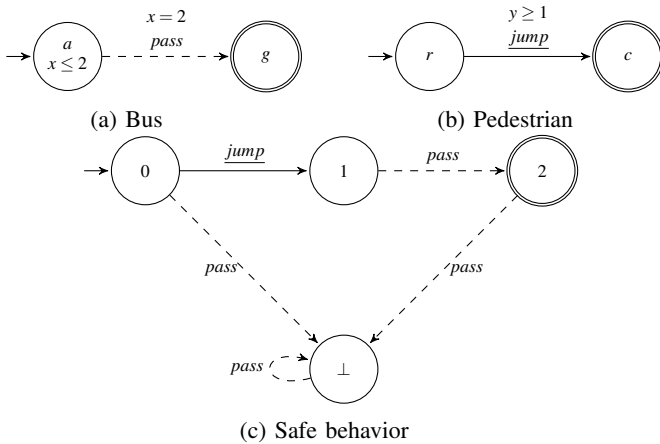 x = 2
pass
a
x ≤ 2
g
(a) Bus
y ≥ 1
jump
r
c
(b) Pedestrian
jump
pass
0
1
2
pass
pass
pass
⊥
(c) Safe behavior